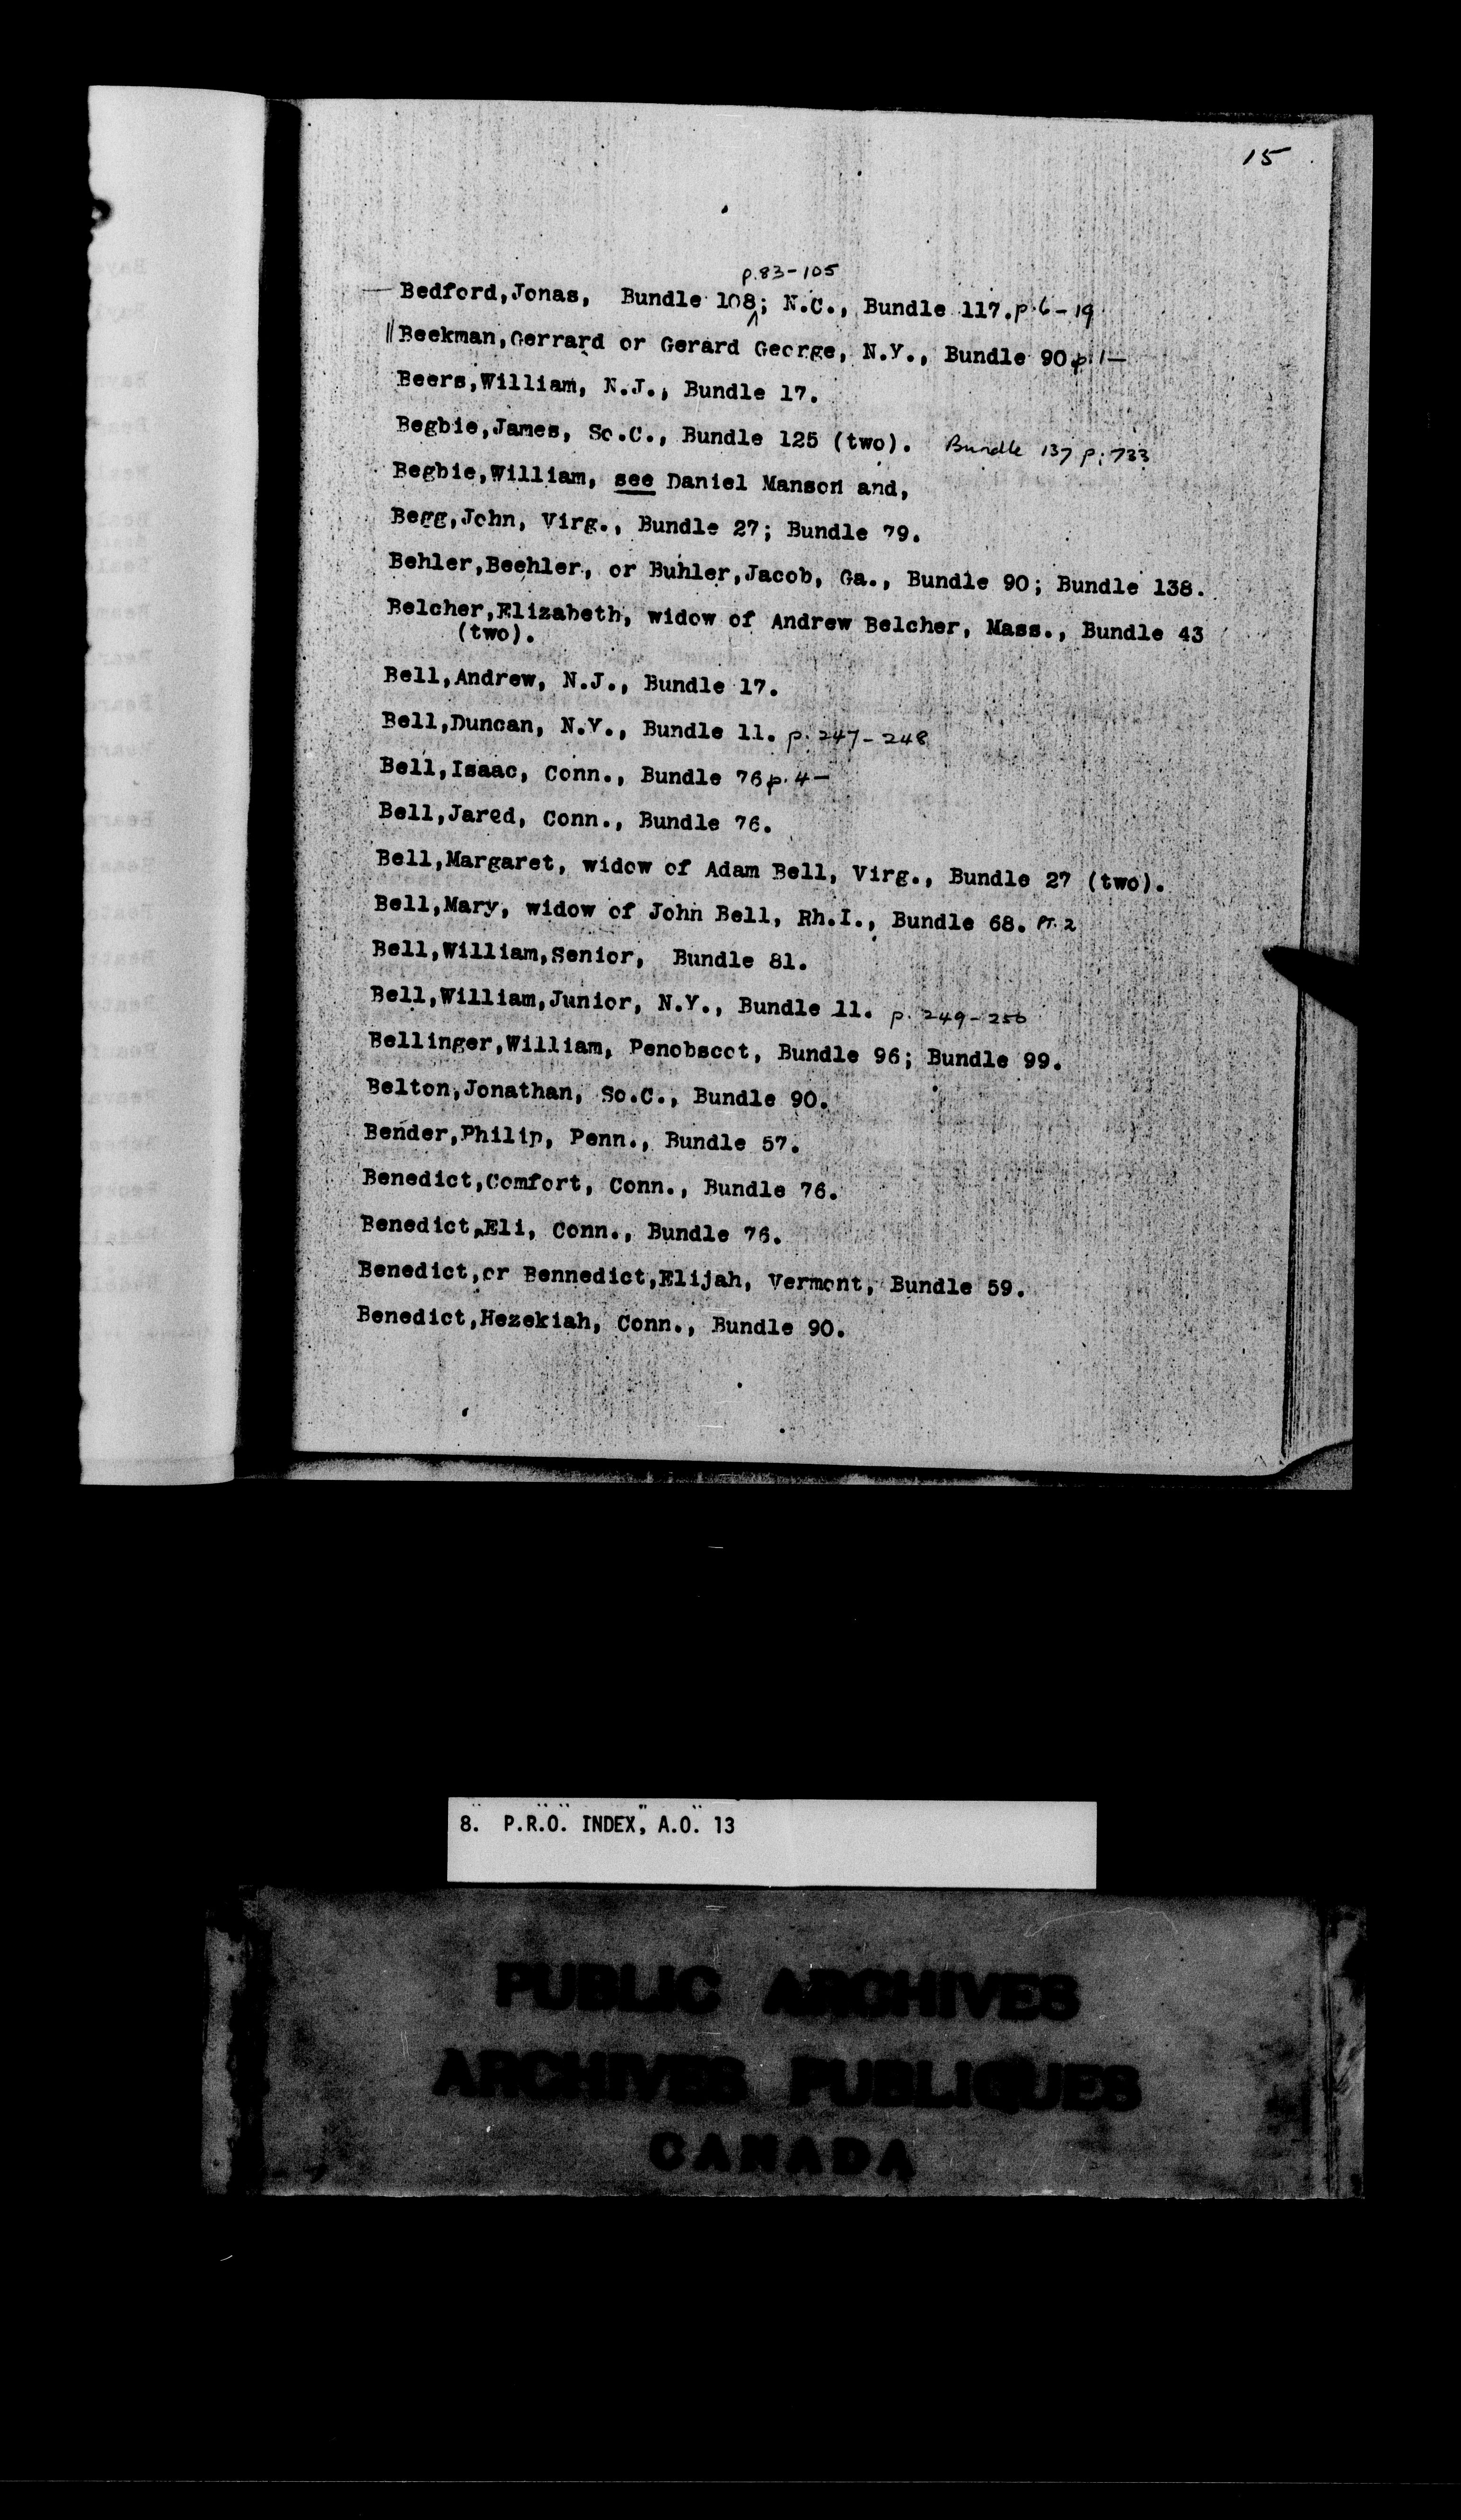 15
p.83-105
Bedford,Jonas, Bundle 108; N.C., Bundle 117.p.6-19
Beekman,Gerrard or Gerard George, N.Y., Bundle 90 p.1-
Beers,William, N.J., Bundle 17.
Begbie,James, So.C., Bundle 125 (two). Bundle 137 p.733
Begbie,William, see Daniel Manson and,
Begg,John, Virg., Bundle 27; Bundle 79.
Behler,Beehler, or Buhler,Jacob, Ga., Bundle 90; Bundle 138.
Belcher,Elizabeth, widow of Andrew Belcher, Mass., Bundle 43
(two).
Bell,Andrew, N.J., Bundle 17.
Bell,Duncan, N.Y., Bundle 11. p. 247-248
Bell,Isaac, Conn., Bundle 76 p.4-
Bell,Jared, Conn., Bundle 76.
Bell,Margaret, widow of Adam Bell, Virg., Bundle 27 (two).
Bell,Mary, widow of John Bell, Rh.I., Bundle 68. PT.2
Bell,William,Senior, Bundle 81.
Bell,William,Junior, N.Y., Bundle 11. p. 249-250
Bellinger,William, Penobscot, Bundle 96; Bundle 99.
Belton,Jonathan, So.C., Bundle 90.
Bender,Philip, Penn., Bundle 57.
Benedict,Comfort, Conn., Bundle 76.
Benedict,Eli, Conn., Bundle 76.
Benedict,or Bennedict,Elijah, Vermont, Bundle 59.
Benedict,Hezekiah, Conn., Bundle 90.
8. P.R.O. INDEX, A.O. 13
PUBLIC ARCHIVES
ARCHIVES PUBLIQUES
CANADA